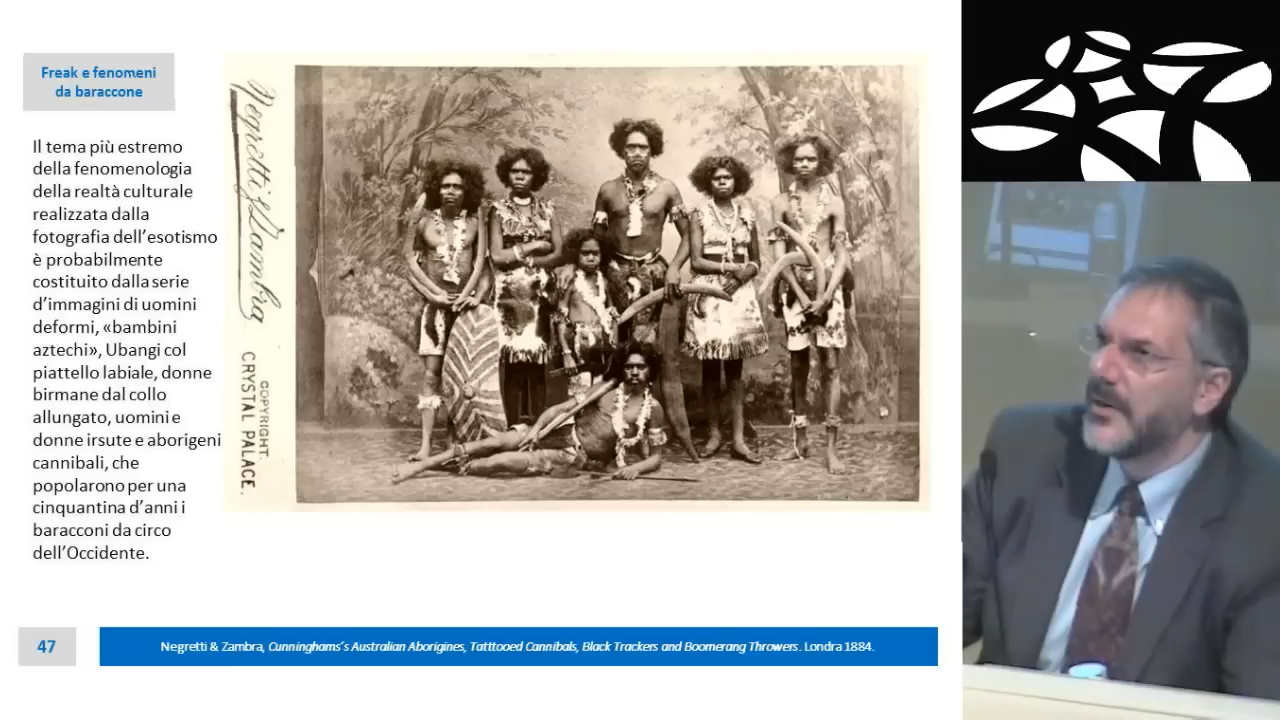 Freak e fenomeni
da baraccone
Il tema più estremo
della fenomenologia
della realtà culturale
realizzata dalla
fotografia dell'esotismo
è probabilmente
costituito dalla serie
d'immagini di uomini
deformi, «bambini
aztechi», Ubangi col
piattello labiale, donne
birmane dal collo
allungato, uomini e
donne irsute e aborigeni
cannibali, che
popolarono per una
cinquantina d'anni i
baracconi da circo
dell'Occidente.
Negretti & Zambra
COPYRIGHT.
CRYSTAL PALACE.
47
Negretti & Zambra, Cunninghams's Australian Aborigines, Tatttooed Cannibals, Black Trackers and Boomerang Throwers. Londra 1884.